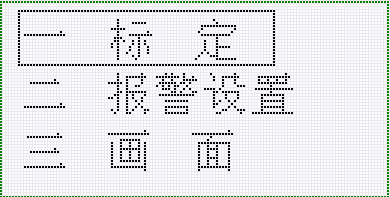 一 标 定
二 报警设置
三 画 面